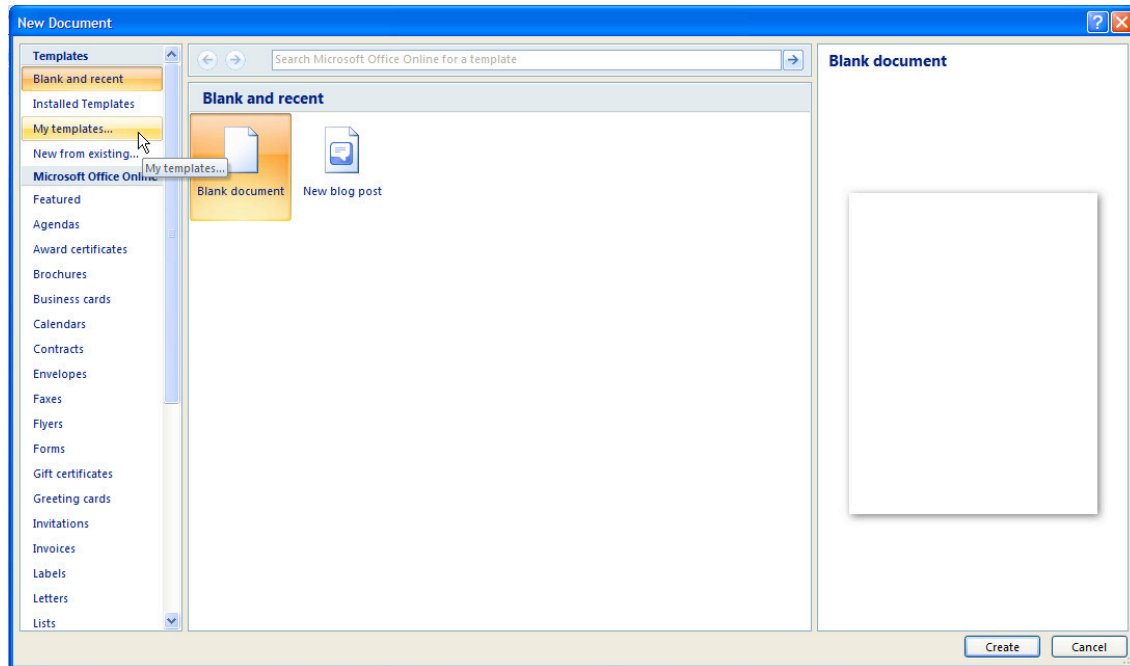 New Document
Templates
Blank and recent
Installed Templates
My templates...
New from existing...
My templates...
Microsoft Office Online
Featured
Agendas
Award certificates
Brochures
Business cards
Calendars
Contracts
Envelopes
Faxes
Flyers
Forms
Gift certificates
Greeting cards
Invitations
Invoices
Labels
Letters
Lists
Search Microsoft Office Online for a template
Blank and recent
Blank document
New blog post
Blank document
Create
Cancel